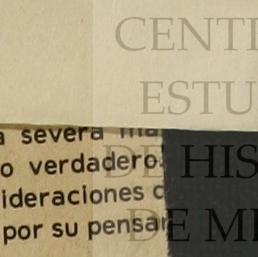 CENT
ESTU
DE HIS
DE M
severa
verdadero
ideraciones
por su pensa